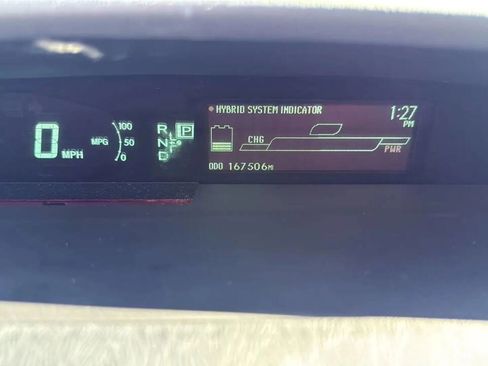 0 MPH
MPG
100
50
0
R
P
N
D
HYBRID SYSTEM INDICATOR
1:27
PM
CHG
PWR
ODO 167506MI